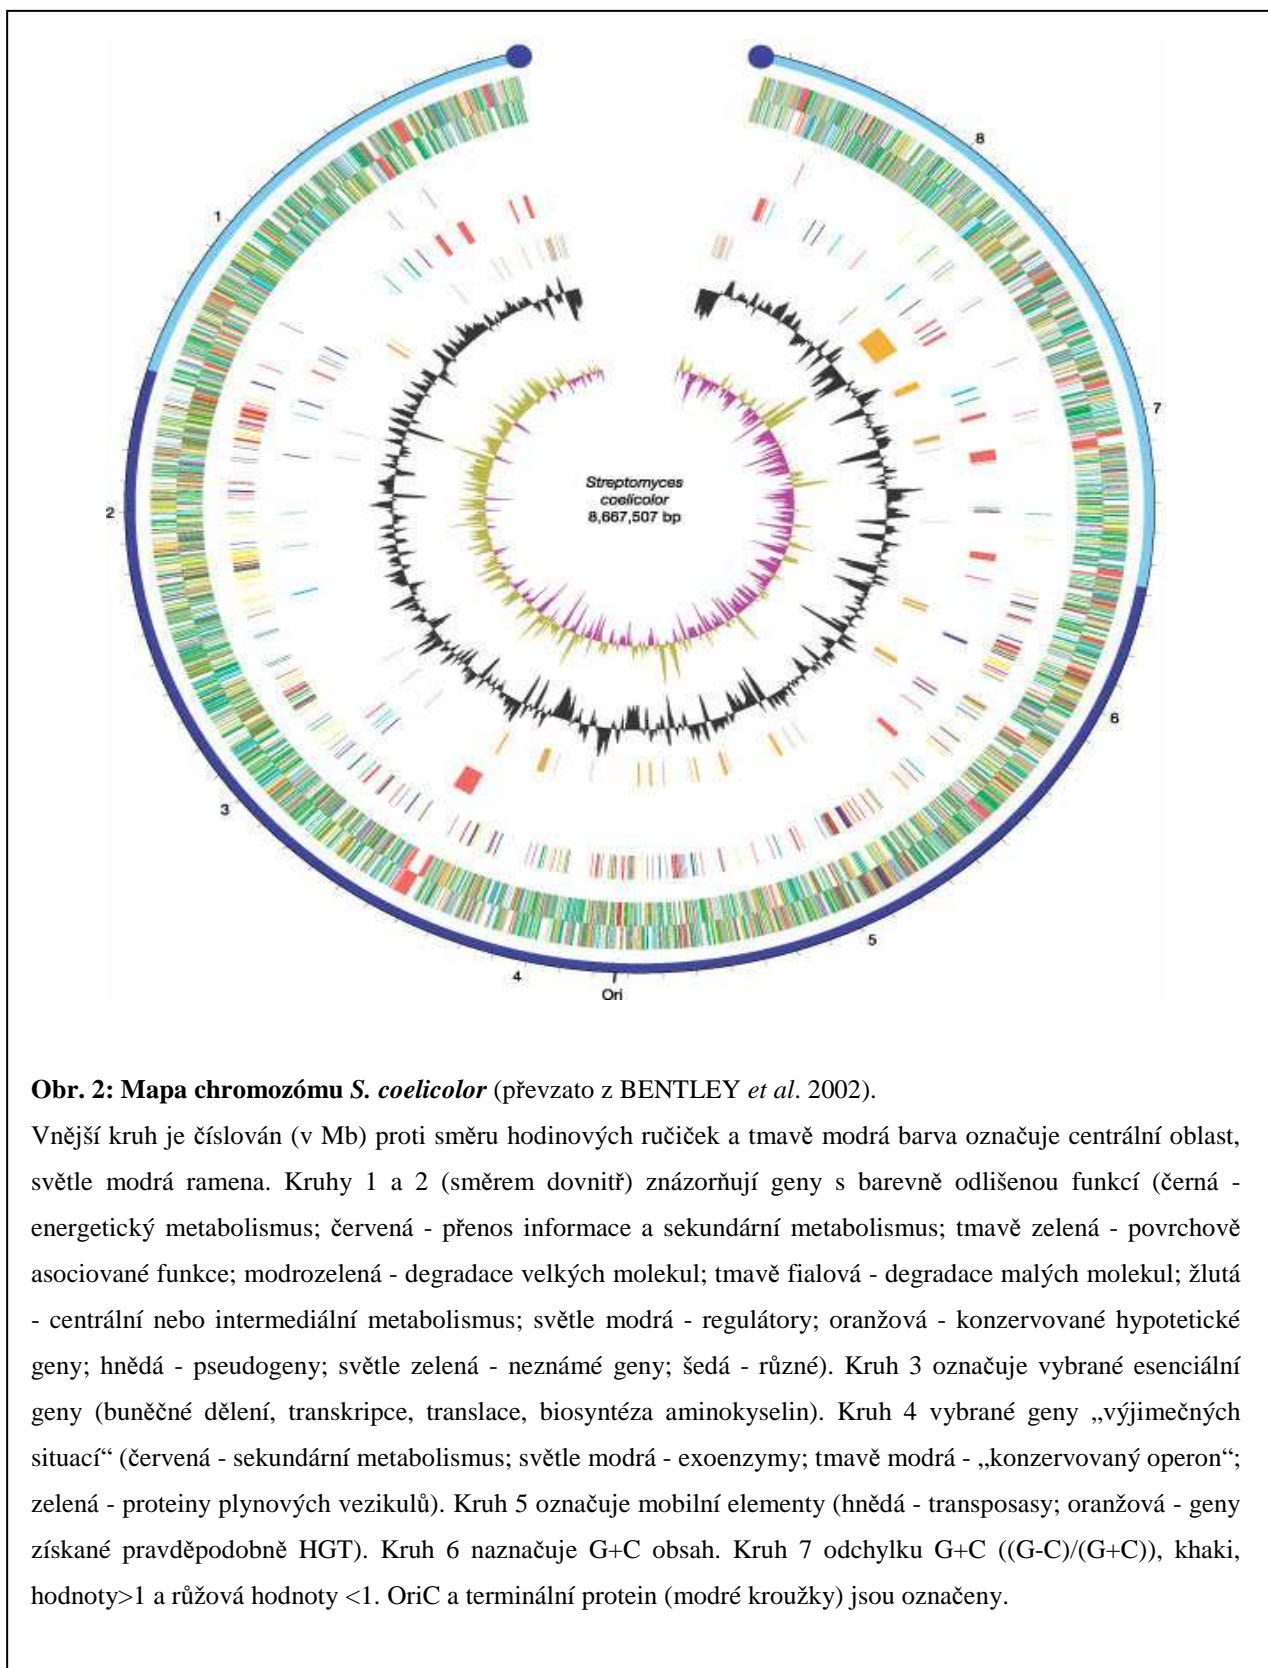 8
1
7
Streptomyces
coelicolor
8,667,507 bp
2
6
3
5
4
Ori
Obr. 2: Mapa chromozómu S. coelicolor (převzato z BENTLEY et al. 2002).
Vnější kruh je číslován (v Mb) proti směru hodinových ručiček a tmavě modrá barva označuje centrální oblast,
světle modrá ramena. Kruhy 1 a 2 (směrem dovnitř) znázorňují geny s barevně odlišenou funkcí (černá -
energetický metabolismus; červená - přenos informace a sekundární metabolismus; tmavě zelená - povrchově
asociované funkce; modrozelená - degradace velkých molekul; tmavě fialová - degradace malých molekul; žlutá
- centrální nebo intermediální metabolismus; světle modrá - regulátory; oranžová - konzervované hypotetické
geny; hnědá - pseudogeny; světle zelená - neznámé geny; šedá - různé). Kruh 3 označuje vybrané esenciální
geny (buněčné dělení, transkripce, translace, biosyntéza aminokyselin). Kruh 4 vybrané geny „výjimečných
situací“ (červená - sekundární metabolismus; světle modrá - exoenzymy; tmavě modrá - „konzervovaný operon“;
zelená - proteiny plynových vezikulů). Kruh 5 označuje mobilní elementy (hnědá - transposasy; oranžová - geny
získané pravděpodobně HGT). Kruh 6 naznačuje G+C obsah. Kruh 7 odchylku G+C ((G-C)/(G+C)), khaki,
hodnoty>1 a růžová hodnoty <1. OriC a terminální protein (modré kroužky) jsou označeny.